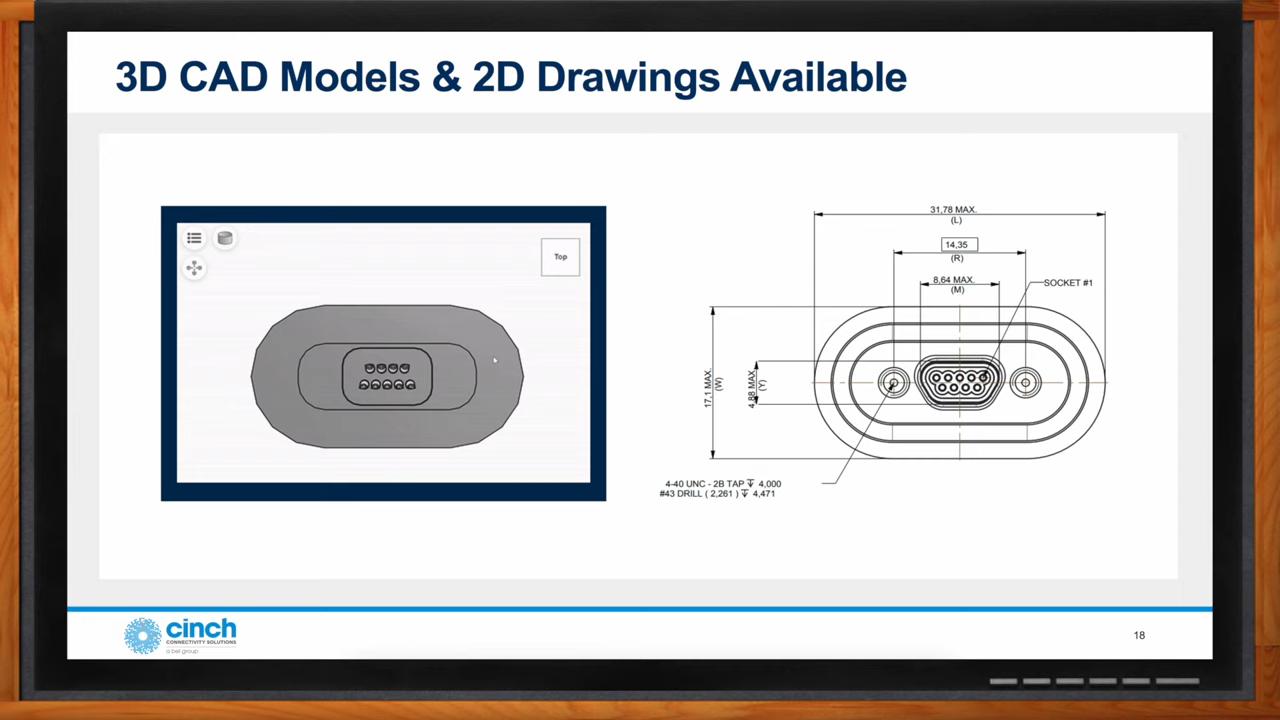 3D CAD Models & 2D Drawings Available
Top
31,78 MAX.
(L)
14,35
(R)
8,64 MAX.
(M)
SOCKET #1
17,1 MAX.
(W)
4,88 MAX.
(Y)
4-40 UNC - 2B TAP ↧ 4,000
#43 DRILL ( 2,261 ) ↧ 4,471
cinch
CONNECTIVITY SOLUTIONS
a bel group
18